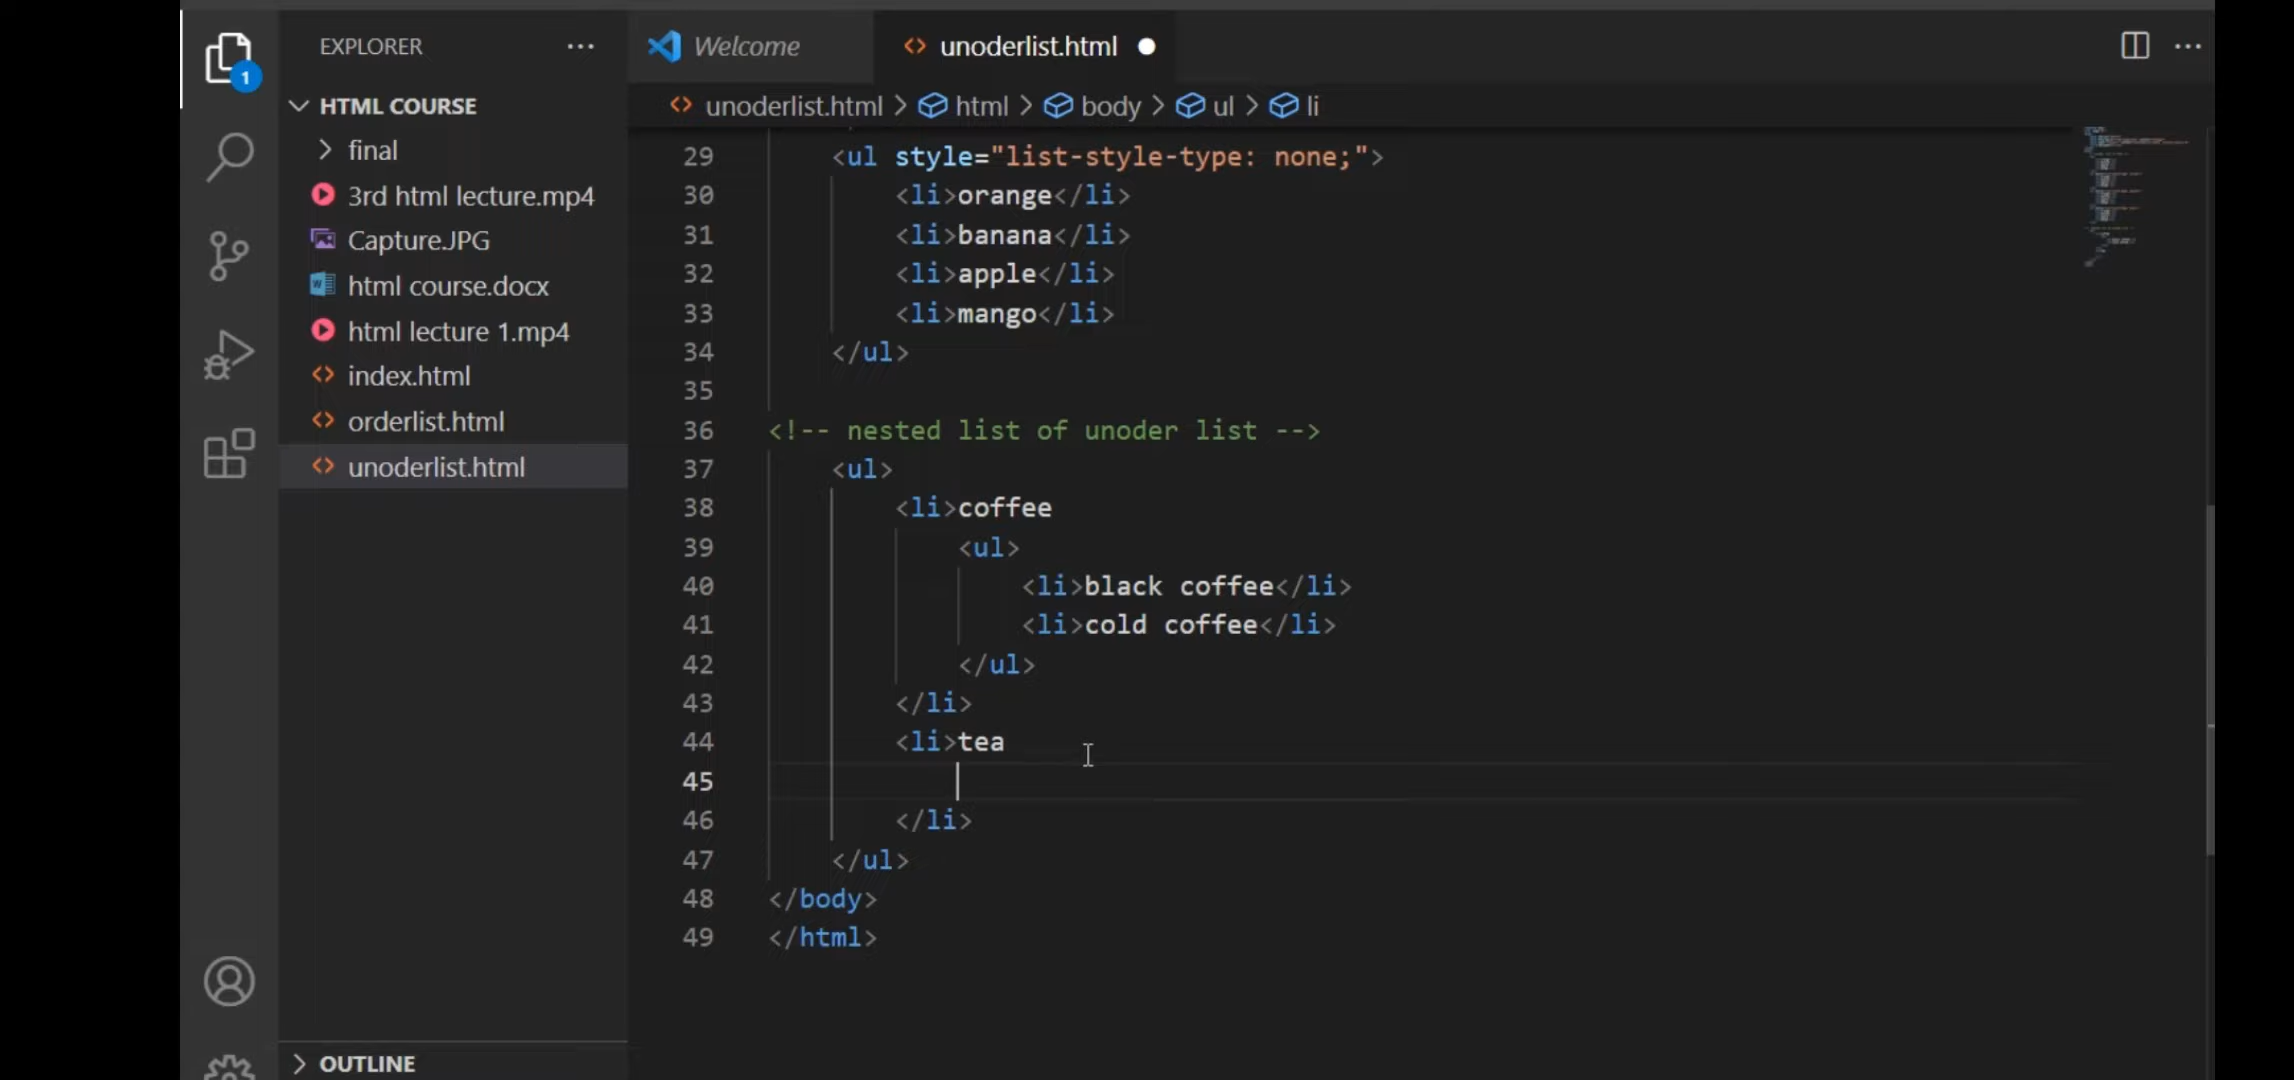 EXPLORER
1
HTML COURSE
final
3rd html lecture.mp4
Capture.JPG
html course.docx
html lecture 1.mp4
index.html
orderlist.html
unoderlist.html
OUTLINE
Welcome
unoderlist.html
unoderlist.html > html > body > ul > li
29 <ul style="list-style-type: none;">
30 <li>orange</li>
31 <li>banana</li>
32 <li>apple</li>
33 <li>mango</li>
34 </ul>
35
36 <!-- nested list of unoder list -->
37 <ul>
38 <li>coffee
39 <ul>
40 <li>black coffee</li>
41 <li>cold coffee</li>
42 </ul>
43 </li>
44 <li>tea
45
46 </li>
47 </ul>
48 </body>
49 </html>